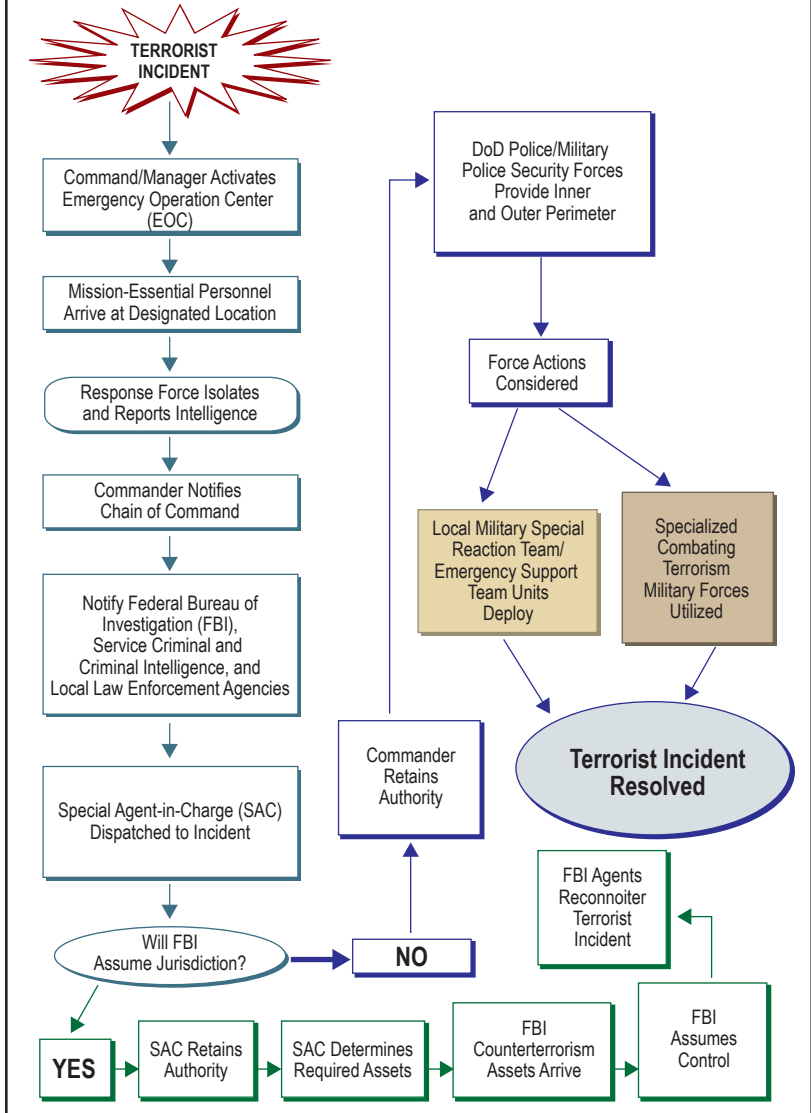 TERRORIST
INCIDENT
Command/Manager Activates
Emergency Operation Center
(EOC)
Mission-Essential Personnel
Arrive at Designated Location
Response Force Isolates
and Reports Intelligence
Commander Notifies
Chain of Command
Notify Federal Bureau of
Investigation (FBI),
Service Criminal and
Criminal Intelligence, and
Local Law Enforcement Agencies
Special Agent-in-Charge (SAC)
Dispatched to Incident
Will FBI
Assume Jurisdiction?
NO
Commander
Retains
Authority
DoD Police/Military
Police Security Forces
Provide Inner
and Outer Perimeter
Force Actions
Considered
Local Military Special
Reaction Team/
Emergency Support
Team Units
Deploy
Specialized
Combating
Terrorism
Military Forces
Utilized
Terrorist Incident
Resolved
YES
SAC Retains
Authority
SAC Determines
Required Assets
FBI
Counterterrorism
Assets Arrive
FBI
Assumes
Control
FBI Agents
Reconnoiter
Terrorist
Incident